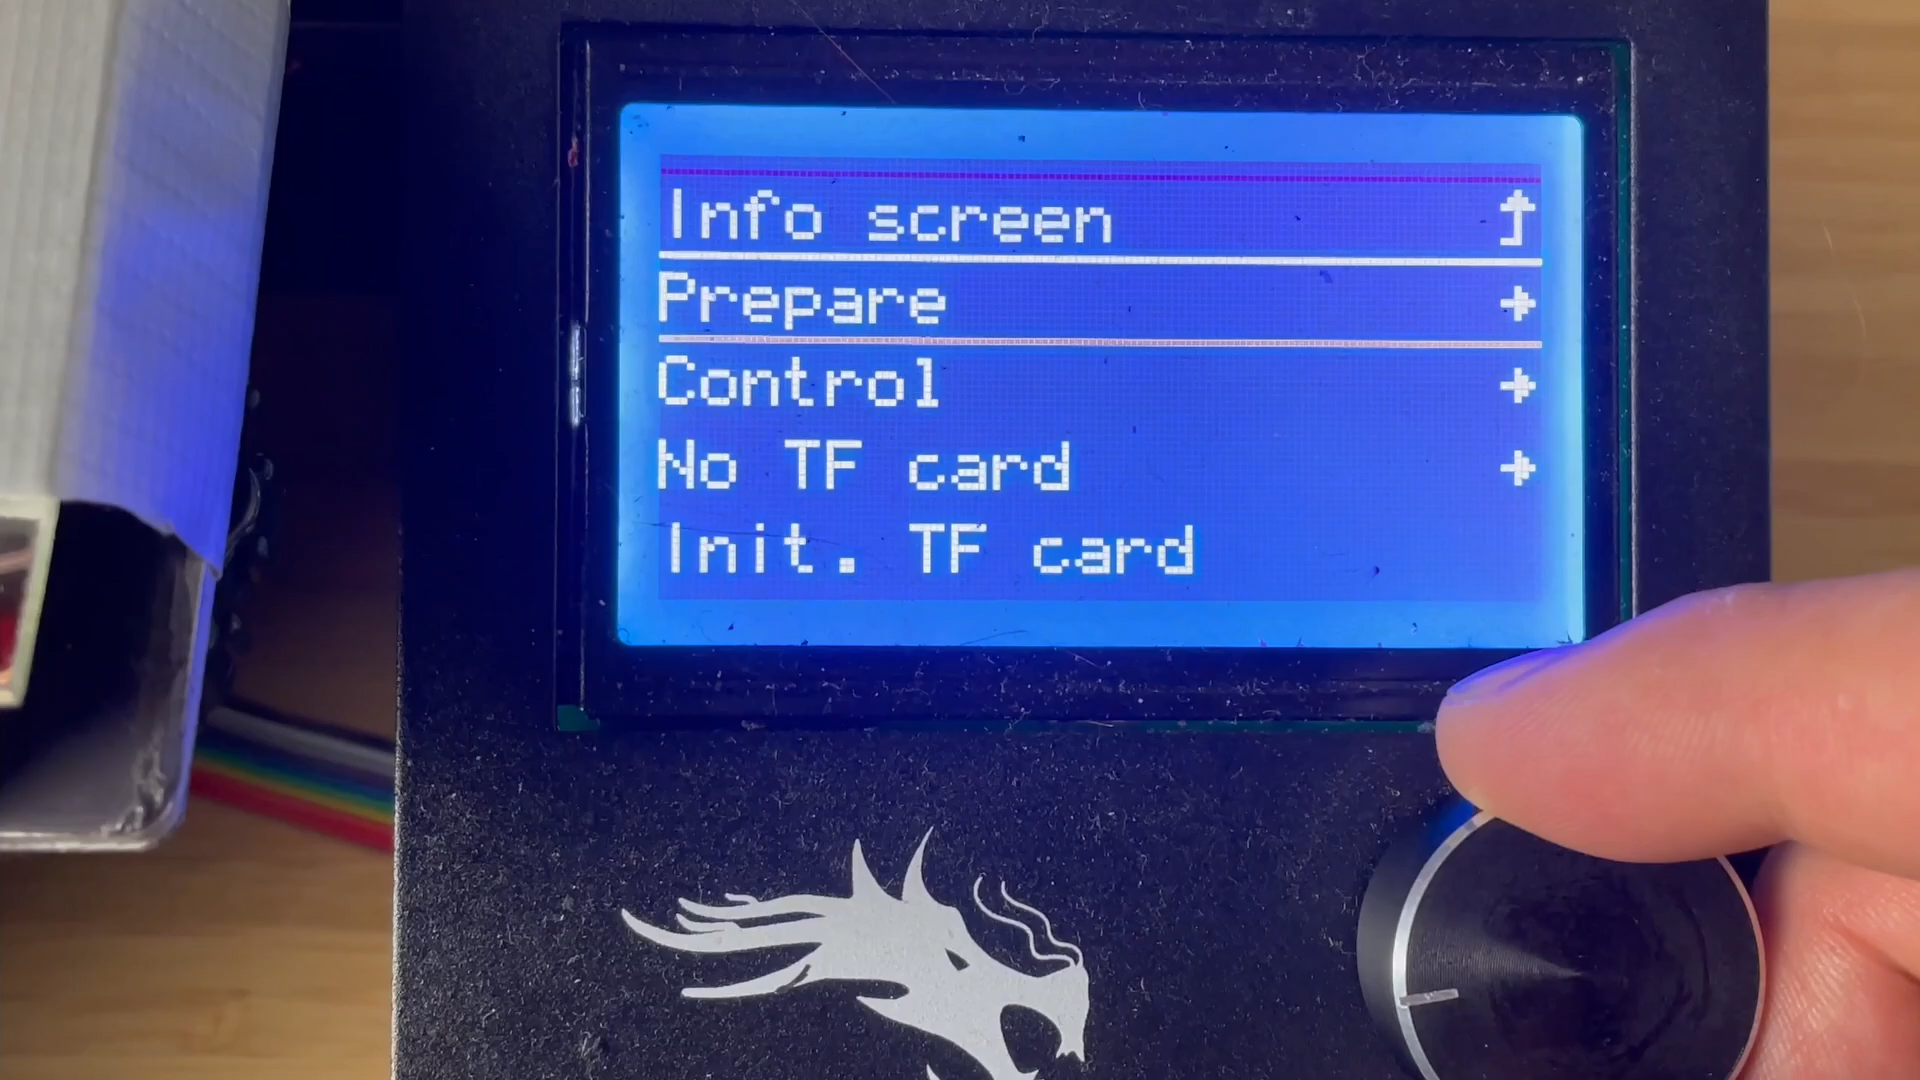 Info screen
Prepare
Control
No TF card
Init. TF card